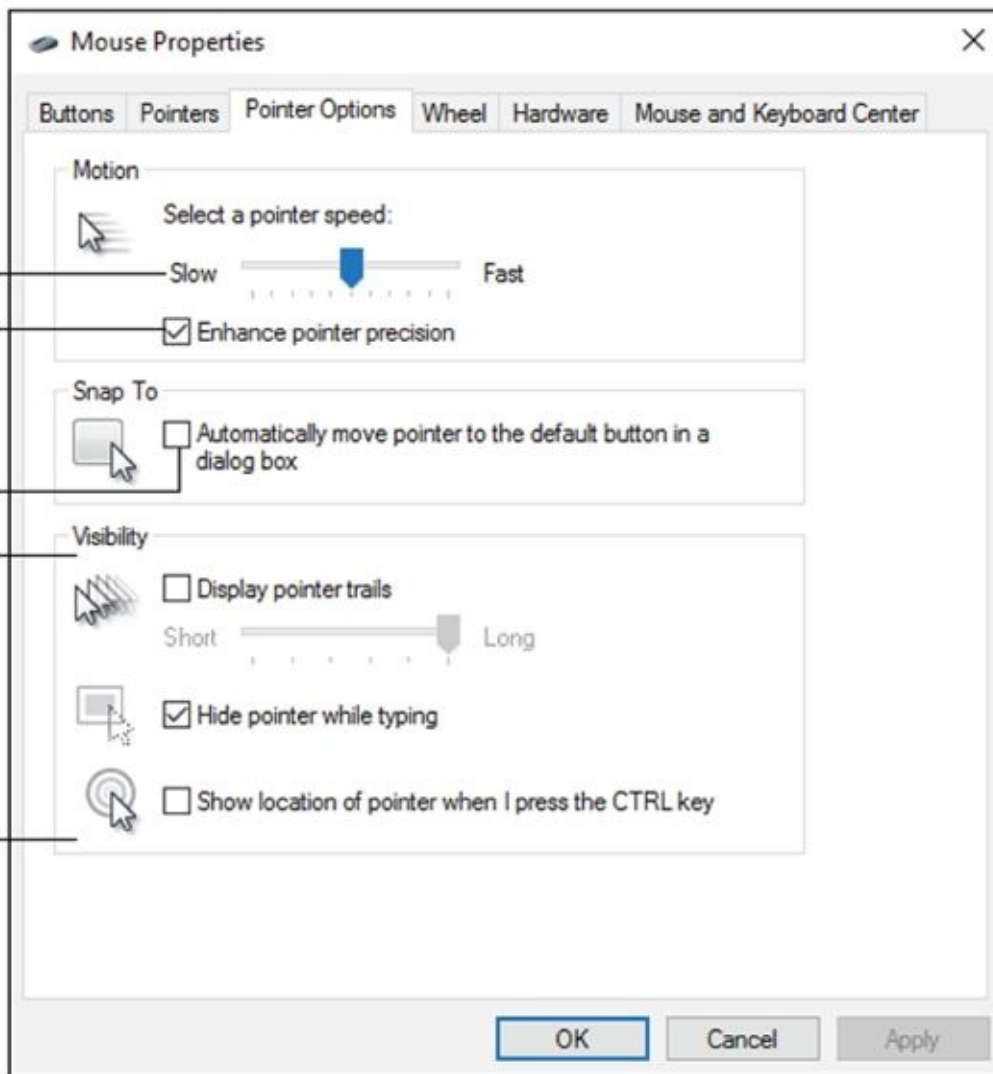 Mouse Properties
Buttons Pointers Pointer Options Wheel Hardware Mouse and Keyboard Center
Motion
Select a pointer speed:
Slow Fast
Enhance pointer precision
Snap To
Automatically move pointer to the default button in a
dialog box
Visibility
Display pointer trails
Short Long
Hide pointer while typing
Show location of pointer when I press the CTRL key
OK Cancel Apply